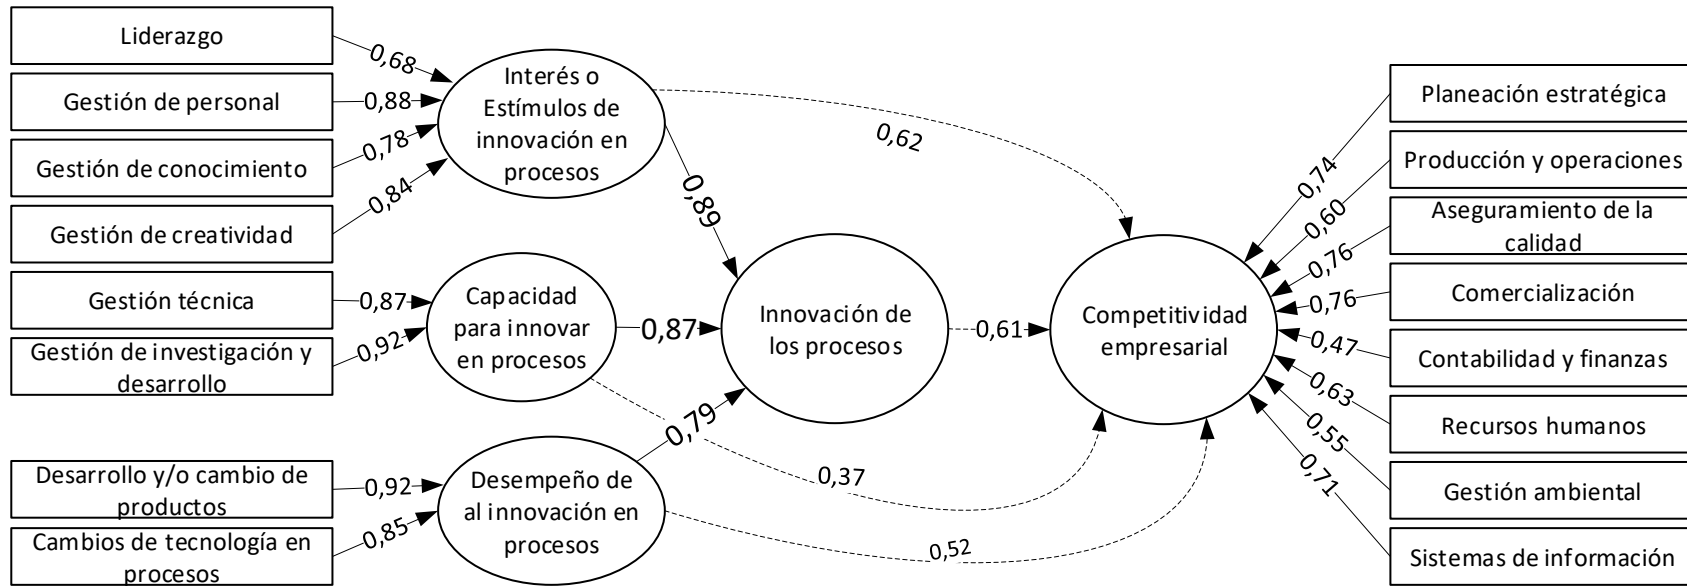 Liderazgo
Gestión de personal
Gestión de conocimiento
Gestión de creatividad
Gestión técnica
Gestión de investigación y
desarrollo
Desarrollo y/o cambio de
productos
Cambios de tecnología en
procesos
0,68
0,88
0,78
0,84
0,87
0,92
0,92
0,85
Interés o
Estímulos de
innovación en
procesos
Capacidad
para innovar
en procesos
Desempeño de
al innovación en
procesos
0,89
0,87
0,79
Innovación de
los procesos
0,62
0,61
0,37
0,52
Competitividad
empresarial
0,74
0,60
0,76
0,76
0,47
0,63
0,55
0,71
Planeación estratégica
Producción y operaciones
Aseguramiento de la
calidad
Comercialización
Contabilidad y finanzas
Recursos humanos
Gestión ambiental
Sistemas de información